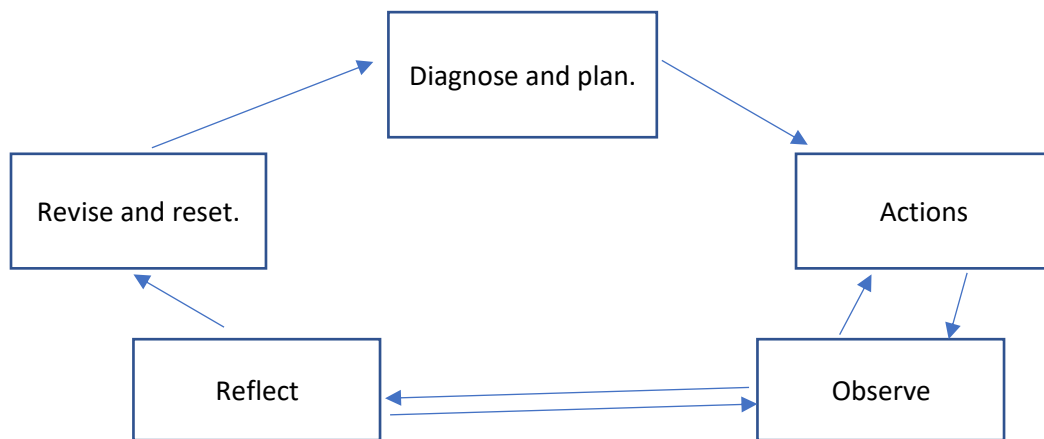 Diagnose and plan.
Revise and reset.
Actions
Reflect
Observe